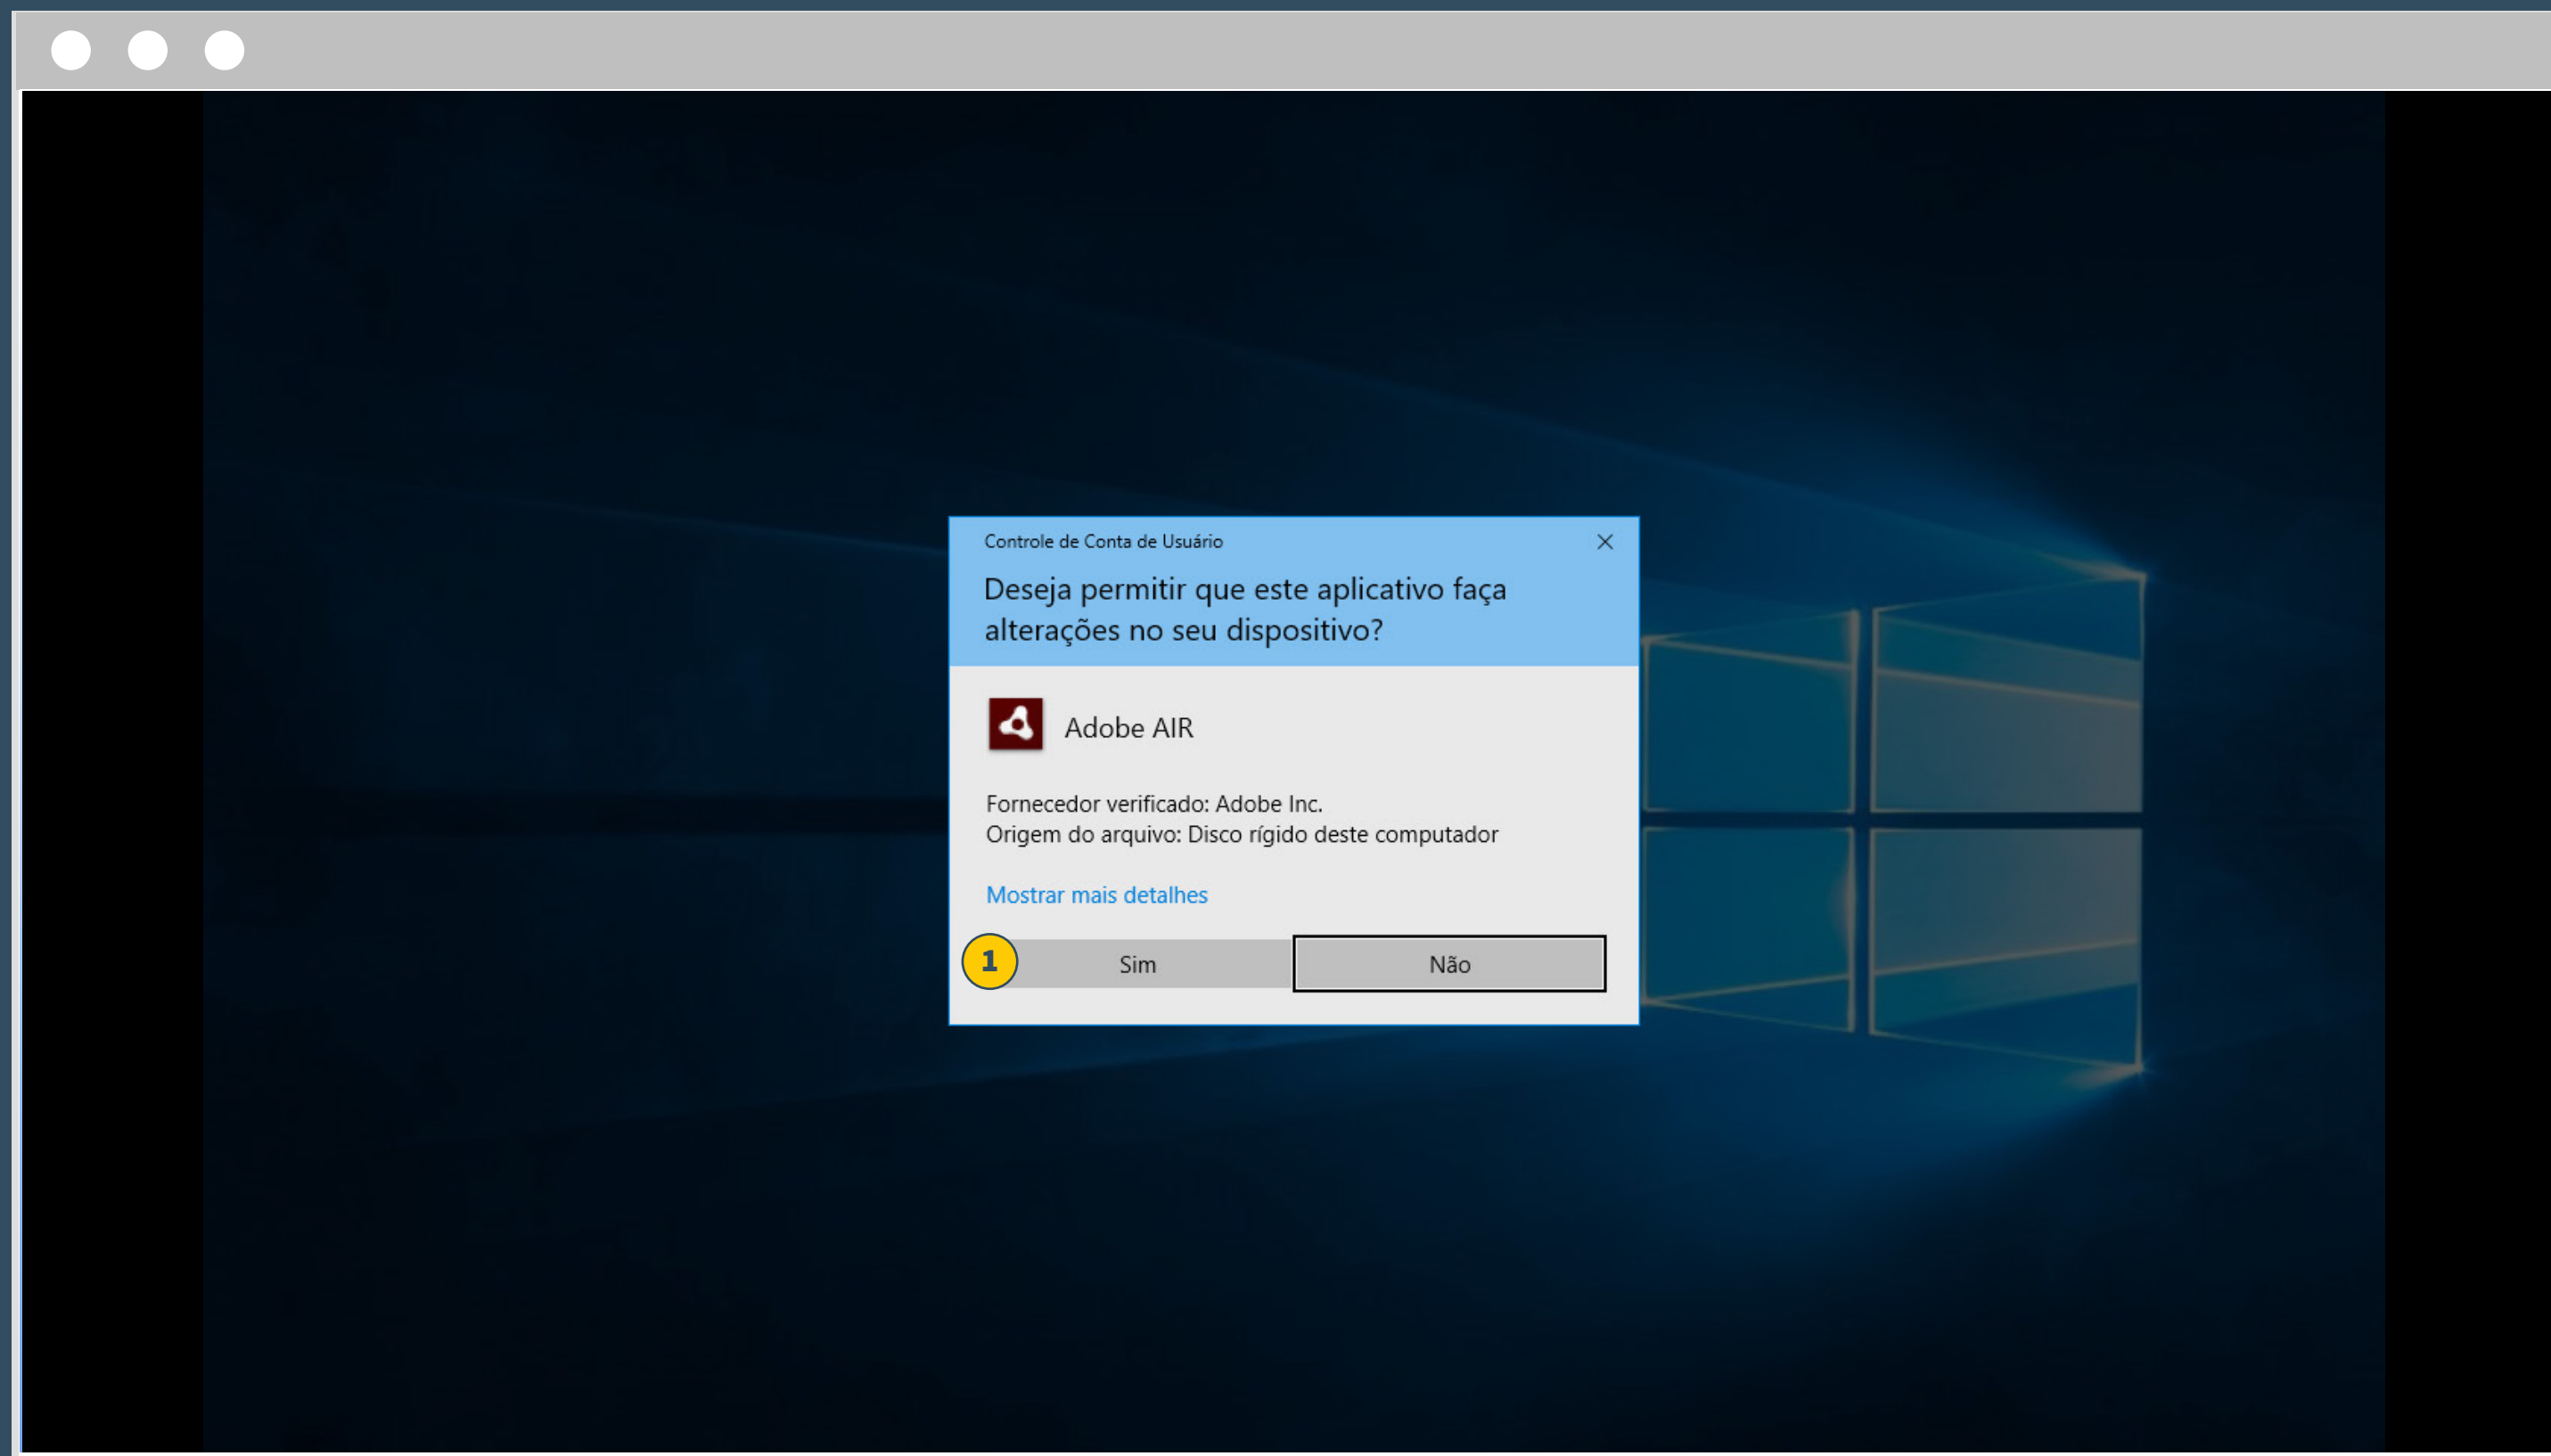 Controle de Conta de Usuário
Deseja permitir que este aplicativo faça
alterações no seu dispositivo?
Adobe AIR
Fornecedor verificado: Adobe Inc.
Origem do arquivo: Disco rígido deste computador
Mostrar mais detalhes
1 Sim Não